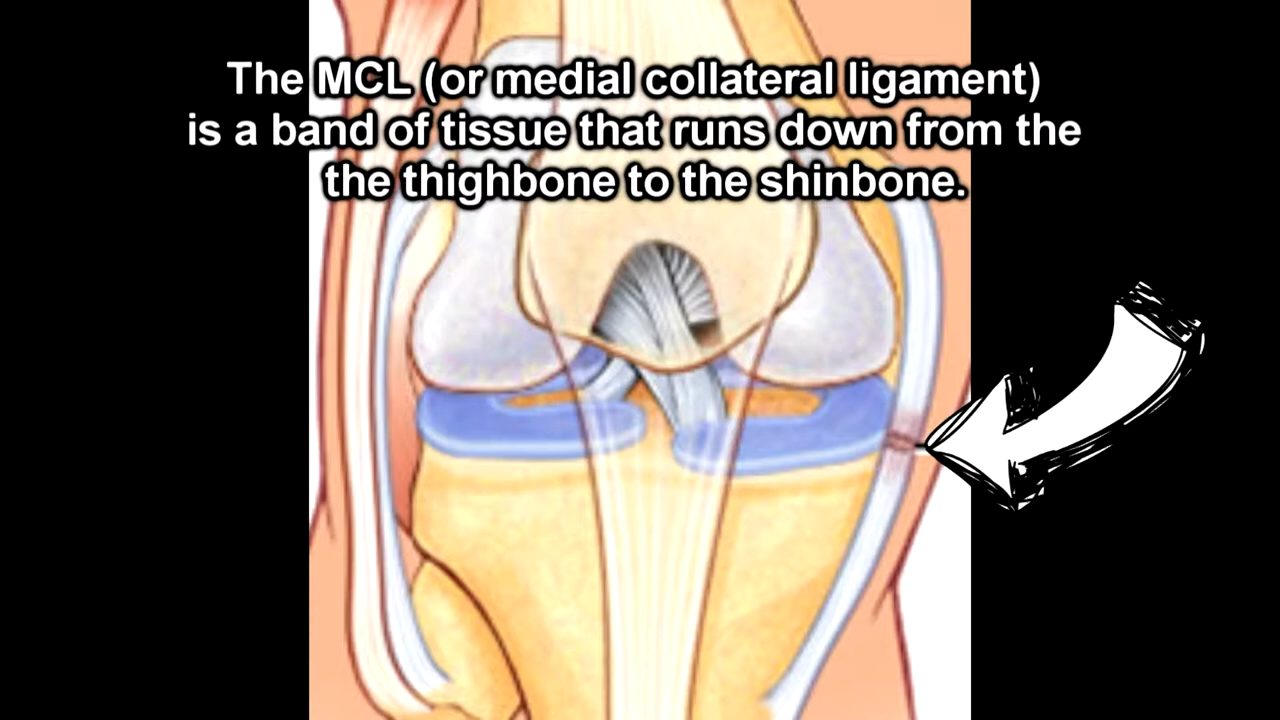 The MCL (or medial collateral ligament)
is a band of tissue that runs down from the
the thighbone to the shinbone.